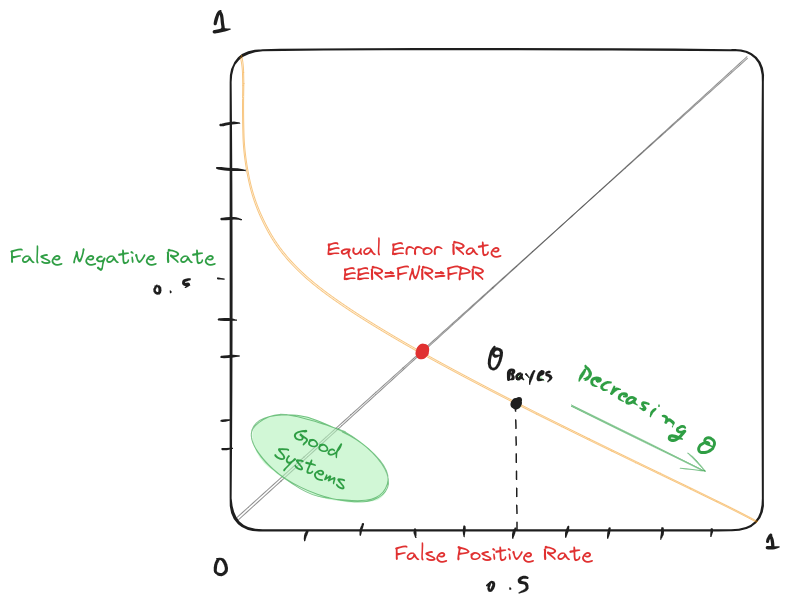 1
Equal Error Rate
EER=FNR=FPR
False Negative Rate
0.5
θ Bayes
Decreasing θ
Good
Systems
False Positive Rate
0
0.5
1